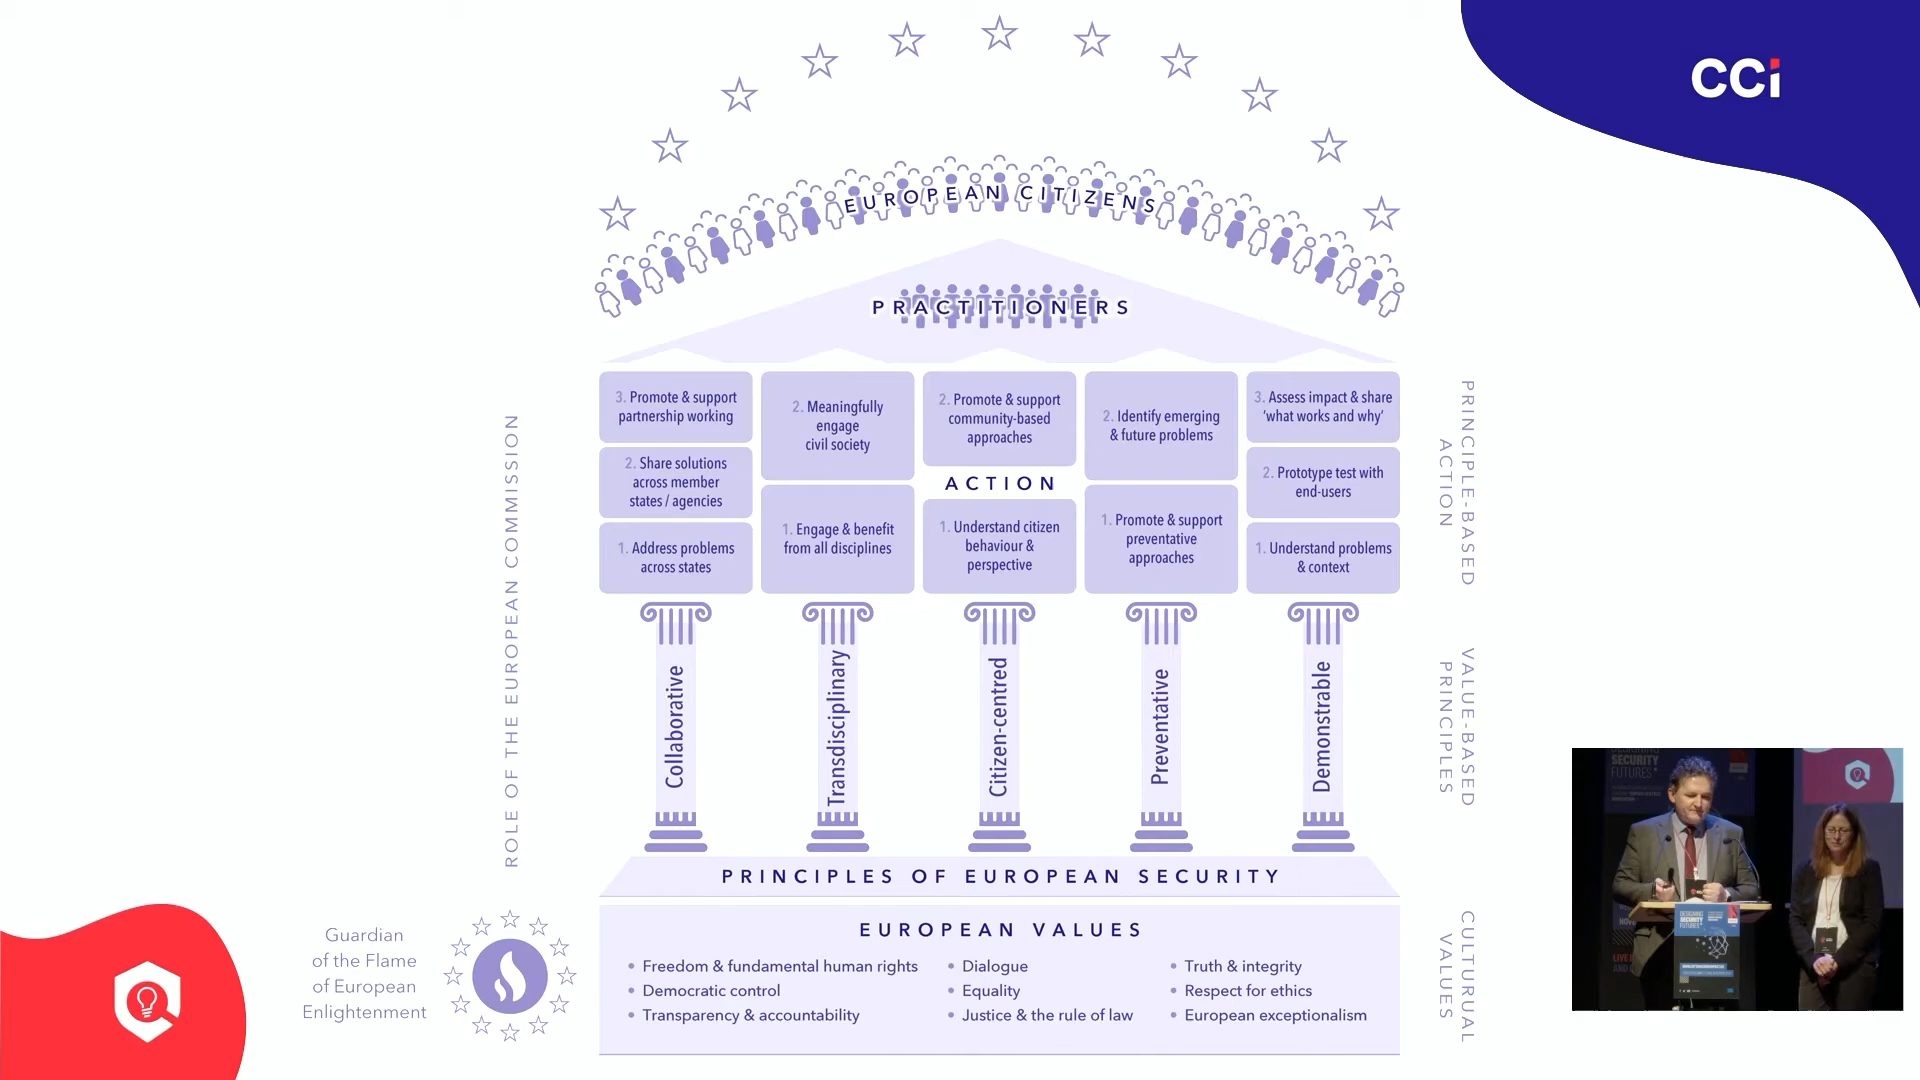 CCi
EUROPEAN CITIZENS
PRACTITIONERS
3. Promote & support
partnership working
2. Share solutions
across member
states / agencies
1. Address problems
across states
2. Meaningfully
engage
civil society
1. Engage & benefit
from all disciplines
2. Promote & support
community-based
approaches
ACTION
1. Understand citizen
behaviour &
perspective
2. Identify emerging
& future problems
1. Promote & support
preventative
approaches
3. Assess impact & share
‘what works and why’
2. Prototype test with
end-users
1. Understand problems
& context
ROLE OF THE EUROPEAN COMMISSION
PRINCIPLE-BASED
ACTION
Collaborative
Transdisciplinary
Citizen-centred
Preventative
Demonstrable
VALUE-BASED
PRINCIPLES
PRINCIPLES OF EUROPEAN SECURITY
EUROPEAN VALUES
• Freedom & fundamental human rights
• Democratic control
• Transparency & accountability
• Dialogue
• Equality
• Justice & the rule of law
• Truth & integrity
• Respect for ethics
• European exceptionalism
CULTURUAL
VALUES
Guardian
of the Flame
of European
Enlightenment
DESIGNING
SECURITY
FUTURES
DESIGNING
SECURITY
FUTURES